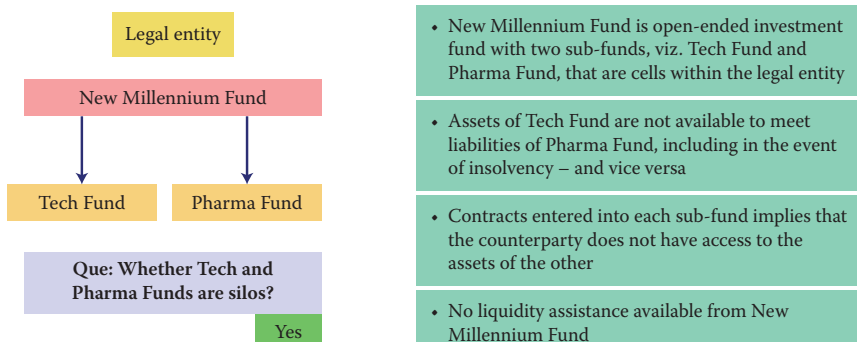 Legal entity
New Millennium Fund
Tech Fund
Pharma Fund
Que: Whether Tech and
Pharma Funds are silos?
Yes
• New Millennium Fund is open-ended investment
fund with two sub-funds, viz. Tech Fund and
Pharma Fund, that are cells within the legal entity
• Assets of Tech Fund are not available to meet
liabilities of Pharma Fund, including in the event
of insolvency – and vice versa
• Contracts entered into each sub-fund implies that
the counterparty does not have access to the
assets of the other
• No liquidity assistance available from New
Millennium Fund